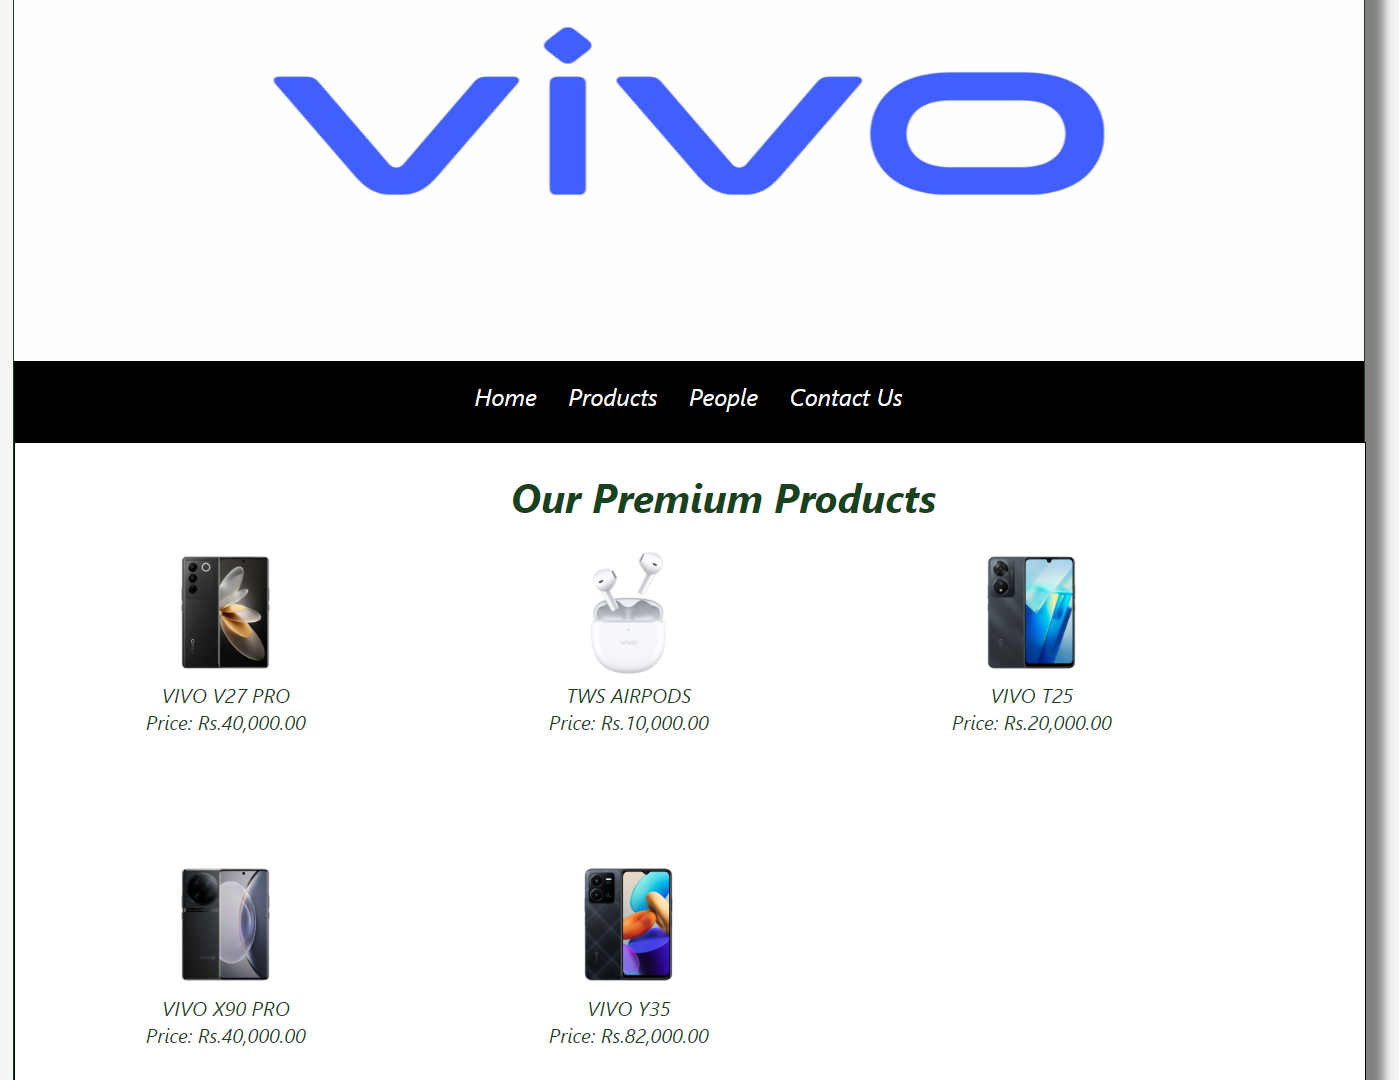 vivo
Home Products People Contact Us
Our Premium Products
VIVO V27 PRO
Price: Rs.40,000.00
TWS AIRPODS
Price: Rs.10,000.00
VIVO T25
Price: Rs.20,000.00
VIVO X90 PRO
Price: Rs.40,000.00
VIVO Y35
Price: Rs.82,000.00